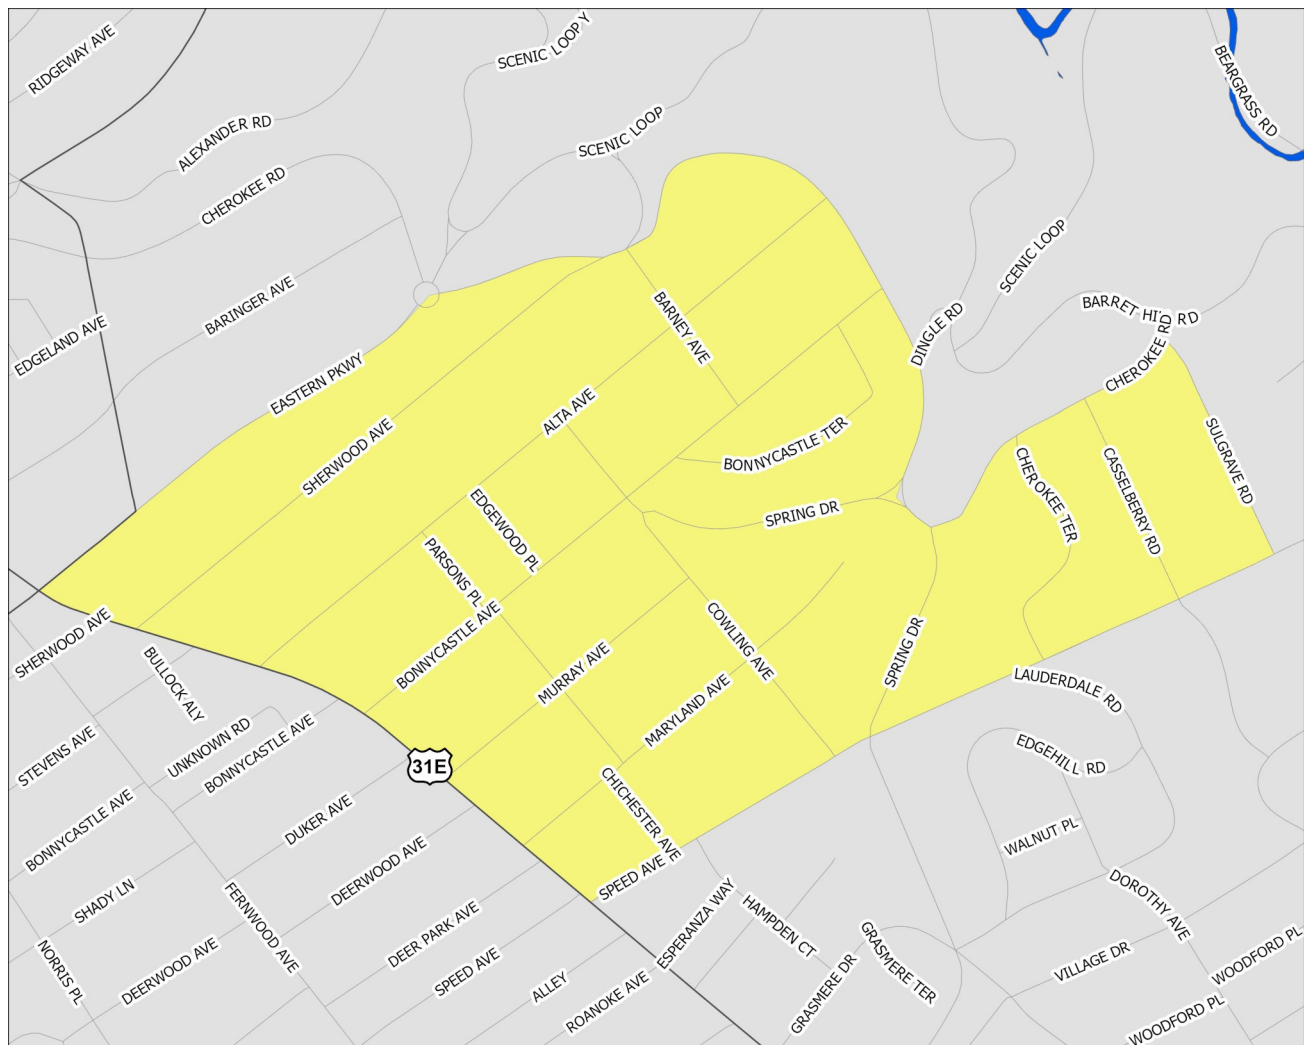 RIDGEWAY AVE
SCENIC LOOP Y
BEARGRASS RD
ALEXANDER RD
SCENIC LOOP
CHEROKEE RD
SCENIC LOOP
BARINGER AVE
BARRET HILL RD
EDGELAND AVE
BARNEY AVE
DINGLE RD
CHEROKEE RD
EASTERN PKWY
ALTA AVE
SHERWOOD AVE
BONNYCASTLE TER
SULGRAVE RD
CHEROKEE TER
CASSELBERRY RD
EDGEWOOD PL
SPRING DR
PARSONS PL
BONNYCASTLE AVE
SHERWOOD AVE
COWLING AVE
SPRING DR
BULLOCK ALY
MURRAY AVE
MARYLAND AVE
LAUDERDALE RD
STEVENS AVE
UNKNOWN RD
BONNYCASTLE AVE
31E
EDGEHILL RD
CHICHESTER AVE
BONNYCASTLE AVE
DUKER AVE
WALNUT PL
DEERWOOD AVE
SPEED AVE
SHADY LN
FERNWOOD AVE
ESPERANZA WAY
HAMPDEN CT
DOROTHY AVE
DEER PARK AVE
GRASMERE TER
NORRIS PL
DEERWOOD AVE
SPEED AVE
VILLAGE DR
WOODFORD PL
ALLEY
ROANOKE AVE
GRASMERE DR
WOODFORD PL